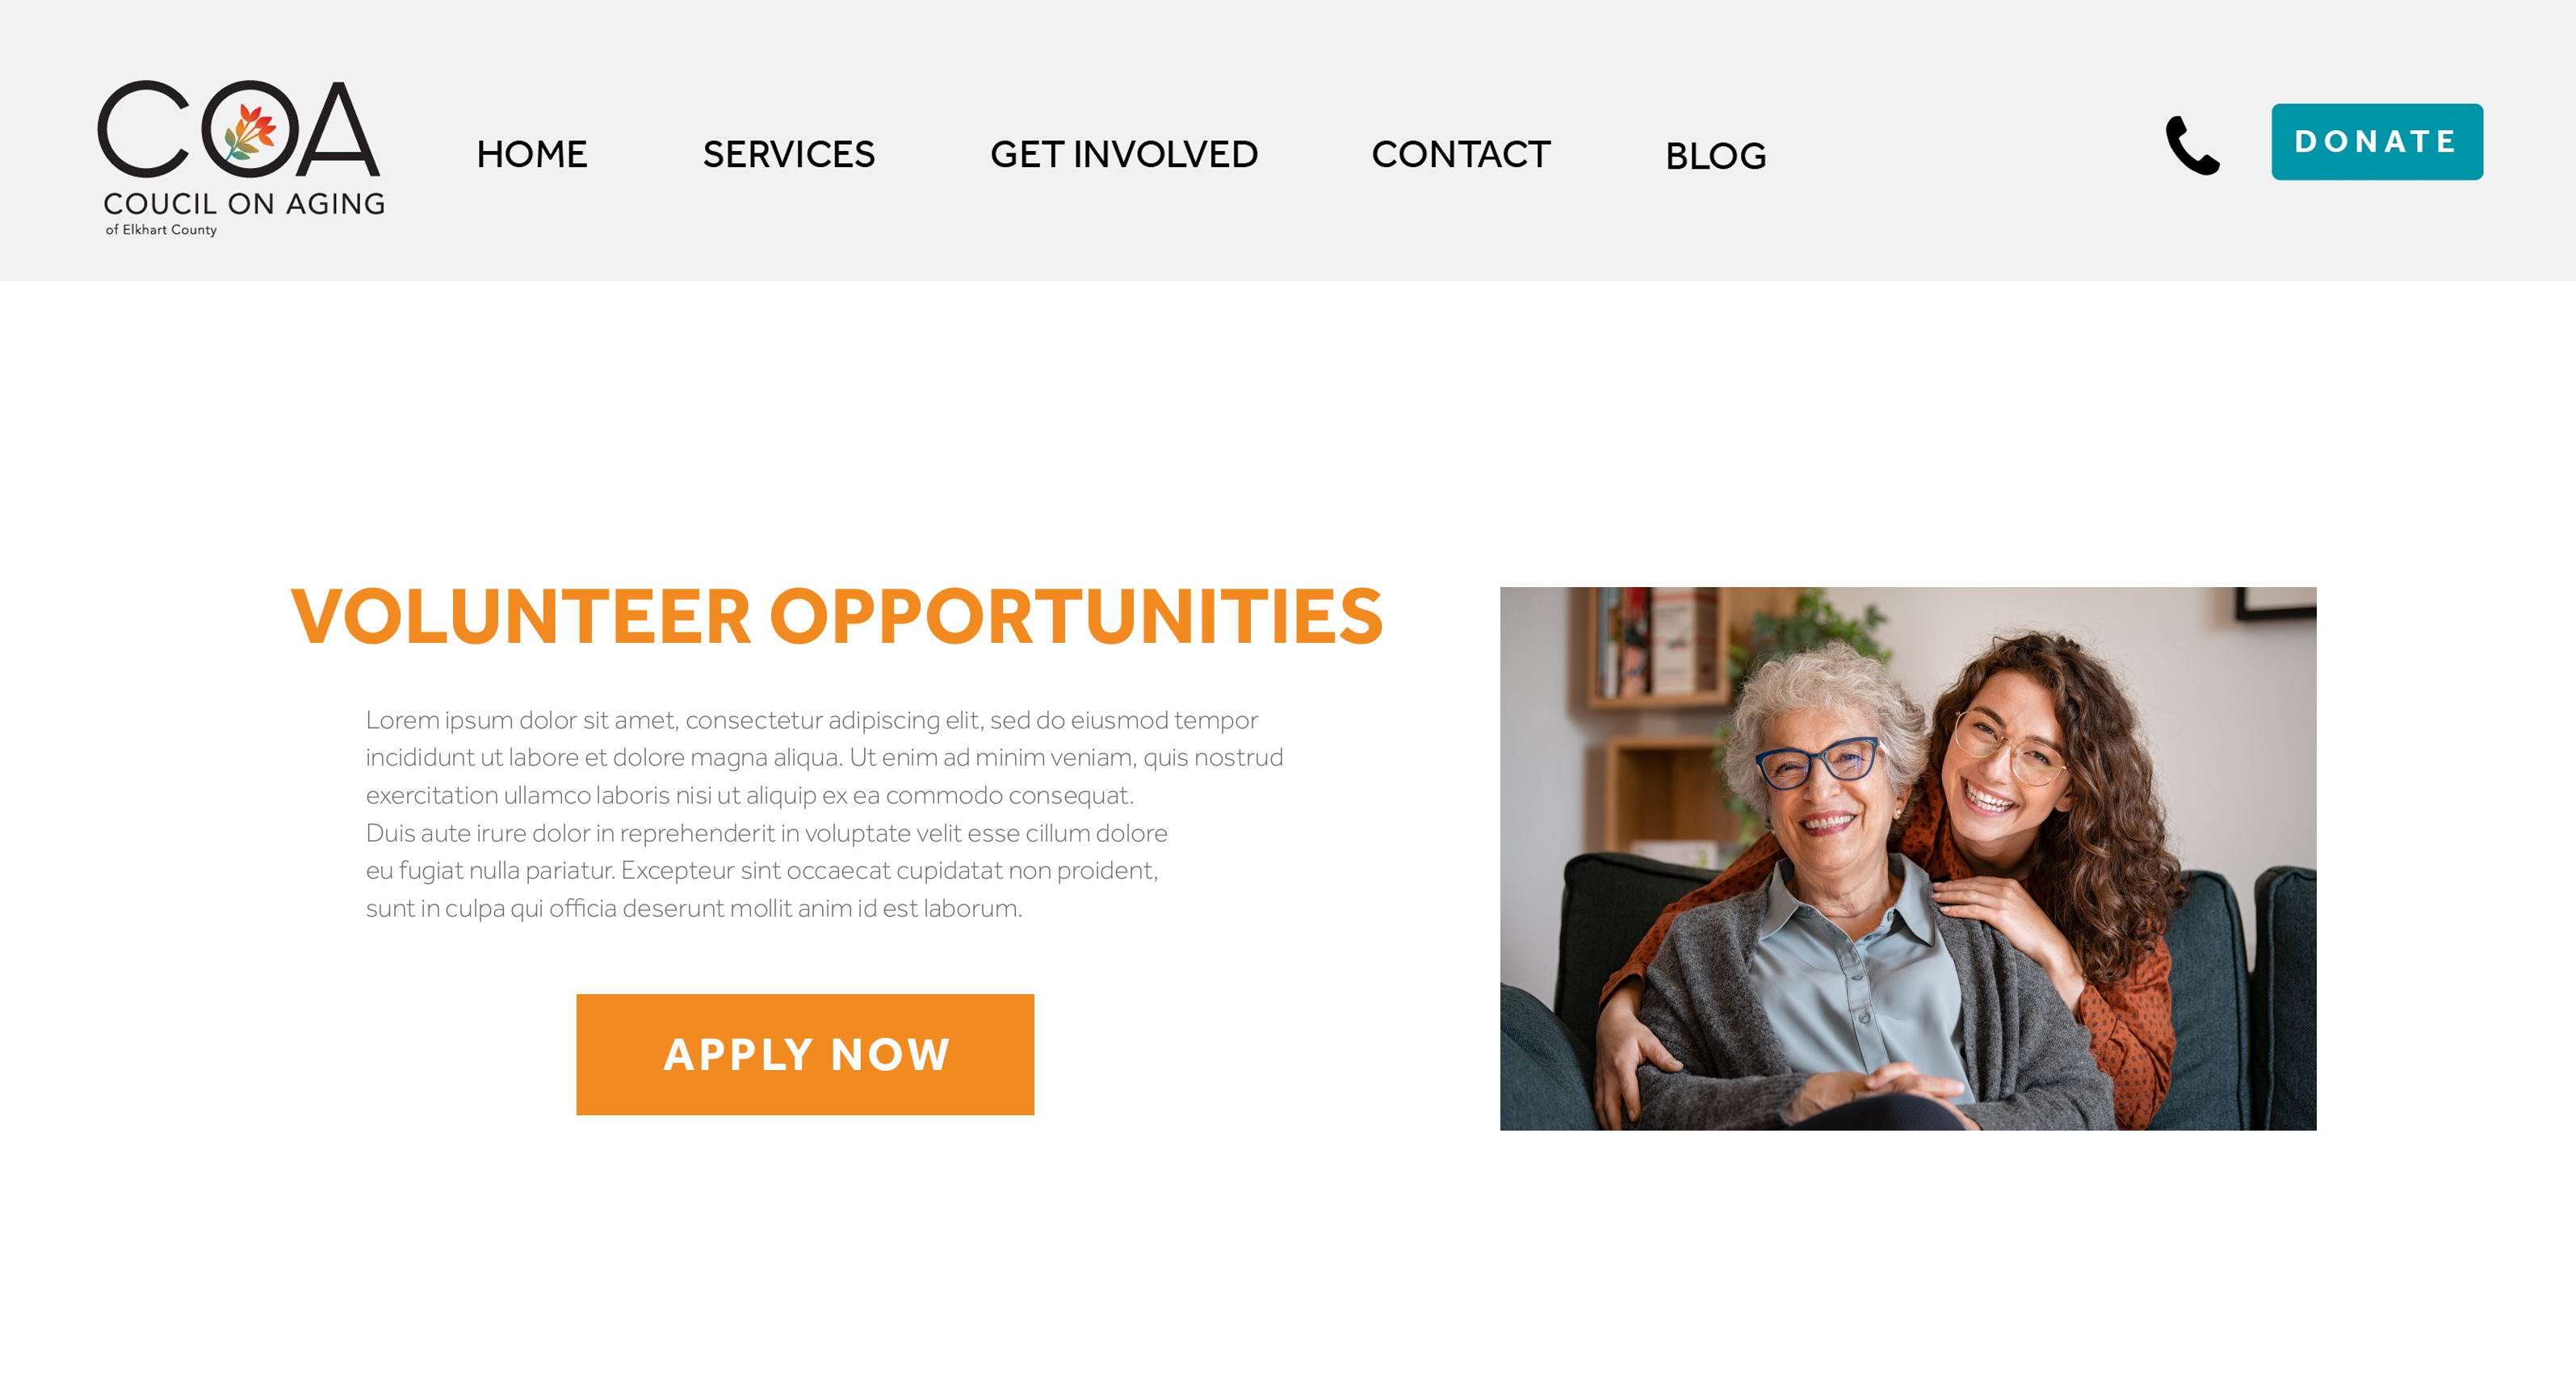 COA
COUCIL ON AGING
of Elkhart County
HOME
SERVICES
GET INVOLVED
CONTACT
BLOG
DONATE
VOLUNTEER OPPORTUNITIES
Lorem ipsum dolor sit amet, consectetur adipiscing elit, sed do eiusmod tempor
incididunt ut labore et dolore magna aliqua. Ut enim ad minim veniam, quis nostrud
exercitation ullamco laboris nisi ut aliquip ex ea commodo consequat.
Duis aute irure dolor in reprehenderit in voluptate velit esse cillum dolore
eu fugiat nulla pariatur. Excepteur sint occaecat cupidatat non proident,
sunt in culpa qui officia deserunt mollit anim id est laborum.
APPLY NOW